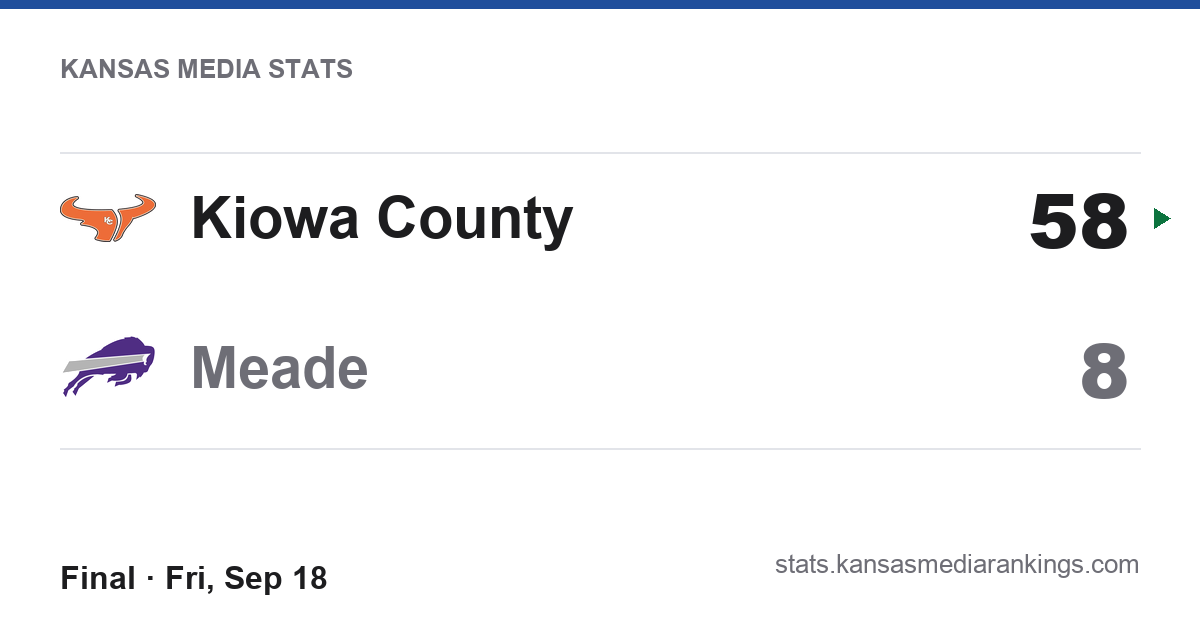 KANSAS MEDIA STATS
Kiowa County 58
Meade 8
Final · Fri, Sep 18
stats.kansasmediarankings.com